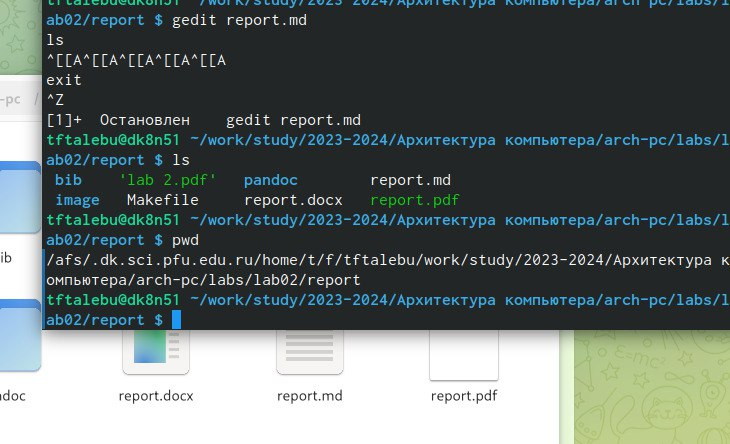 tftalebu@dk8n51 ~/work/study/2023-2024/Архитектура компьютера/arch-pc/labs/l
ab02/report $ gedit report.md
ls
^[[A^[[A^[[A^[[A^[[A
exit
^Z
[1]+  Остановлен    gedit report.md
tftalebu@dk8n51 ~/work/study/2023-2024/Архитектура компьютера/arch-pc/labs/l
ab02/report $ ls
bib    'lab 2.pdf'   pandoc        report.md
image   Makefile     report.docx   report.pdf
tftalebu@dk8n51 ~/work/study/2023-2024/Архитектура компьютера/arch-pc/labs/l
ab02/report $ pwd
/afs/.dk.sci.pfu.edu.ru/home/t/f/tftalebu/work/study/2023-2024/Архитектура к
омпьютера/arch-pc/labs/lab02/report
tftalebu@dk8n51 ~/work/study/2023-2024/Архитектура компьютера/arch-pc/labs/l
ab02/report $
-pc /
ib
ndoc
report.docx
report.md
report.pdf